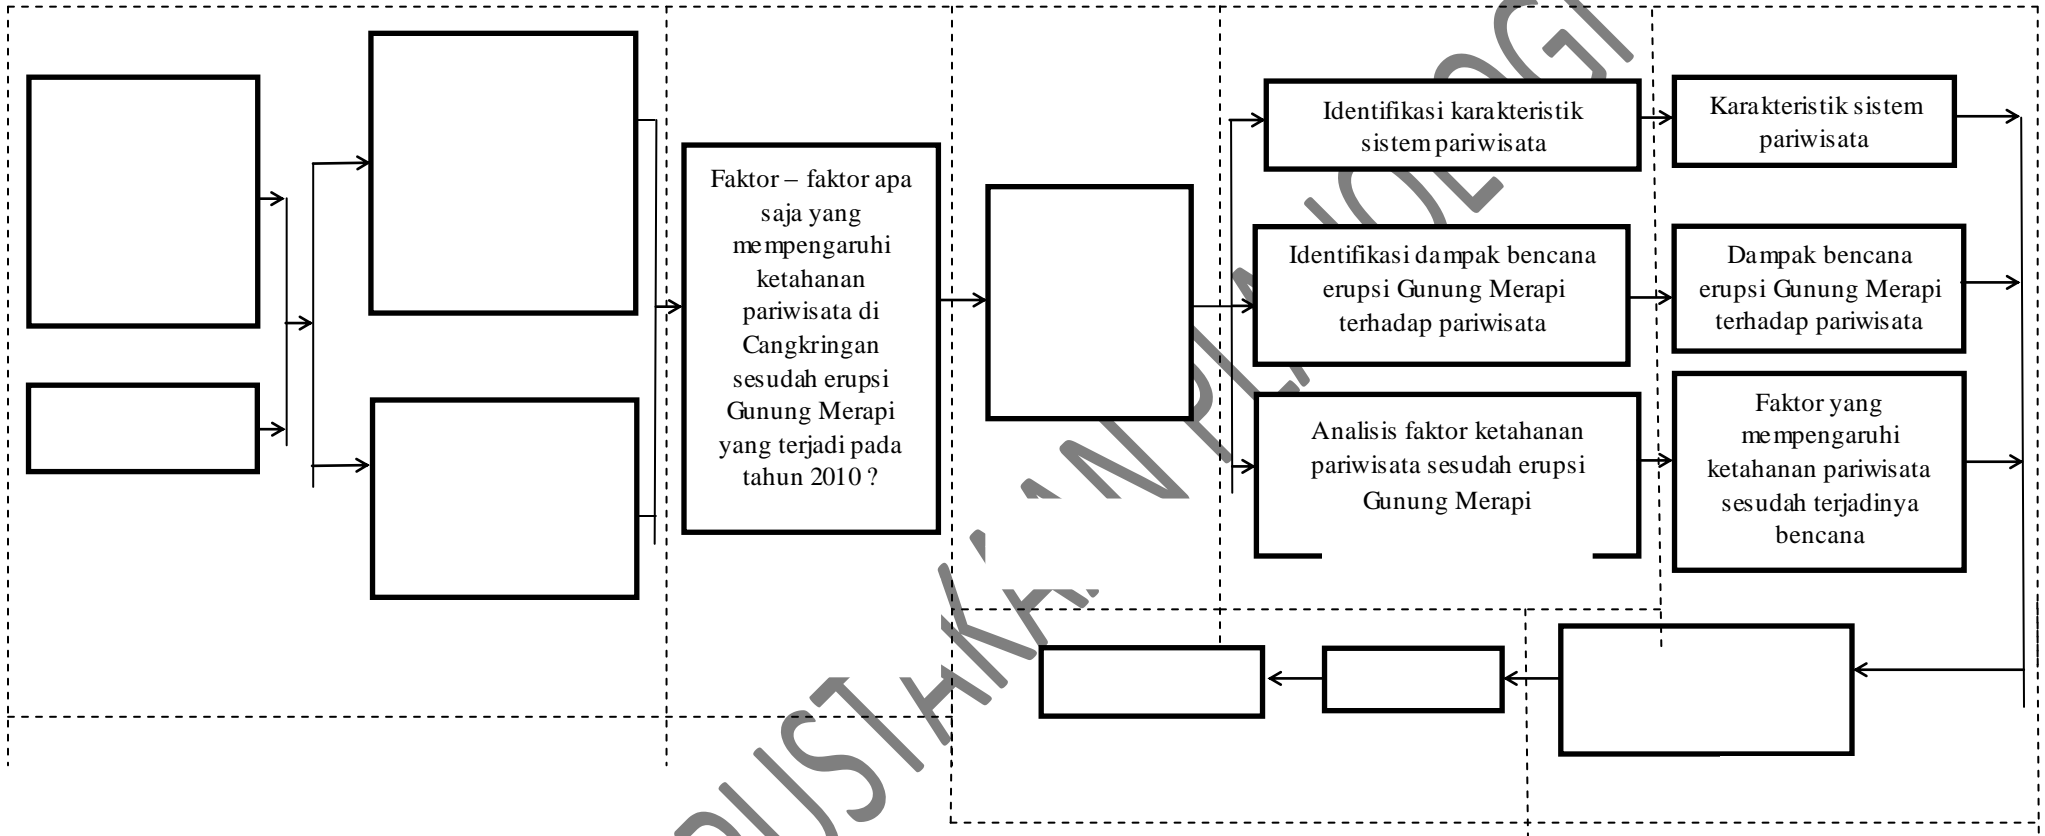 Faktor – faktor apa
saja yang
mempengaruhi
ketahanan
pariwisata di
Cangkringan
sesudah erupsi
Gunung Merapi
yang terjadi pada
tahun 2010 ?
Identifikasi karakteristik
sistem pariwisata
Karakteristik sistem
pariwisata
Identifikasi dampak bencana
erupsi Gunung Merapi
terhadap pariwisata
Dampak bencana
erupsi Gunung Merapi
terhadap pariwisata
Analisis faktor ketahanan
pariwisata sesudah erupsi
Gunung Merapi
Faktor yang
mempengaruhi
ketahanan pariwisata
sesudah terjadinya
bencana